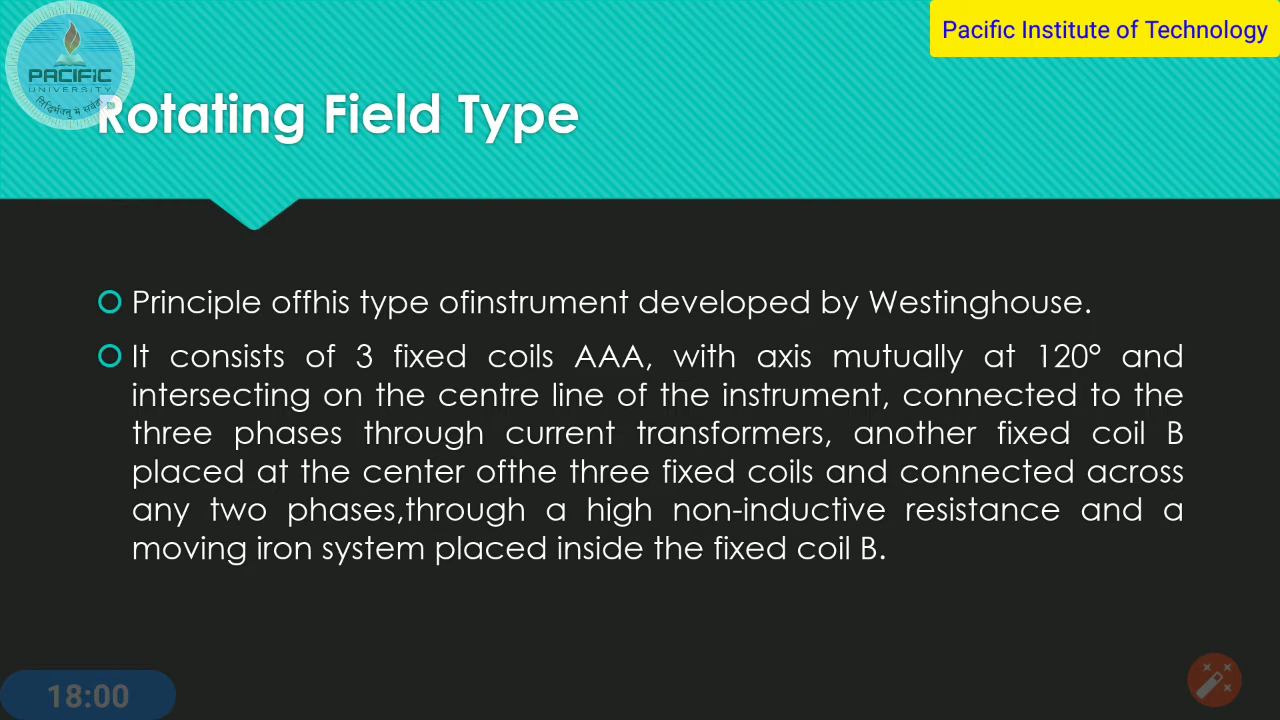 PACIFIC
UNIVERSITY
Pacific Institute of Technology
Rotating Field Type
Principle offhis type ofinstrument developed by Westinghouse.
It consists of 3 fixed coils AAA, with axis mutually at 120° and
intersecting on the centre line of the instrument, connected to the
three phases through current transformers, another fixed coil B
placed at the center ofthe three fixed coils and connected across
any two phases,through a high non-inductive resistance and a
moving iron system placed inside the fixed coil B.
18:00